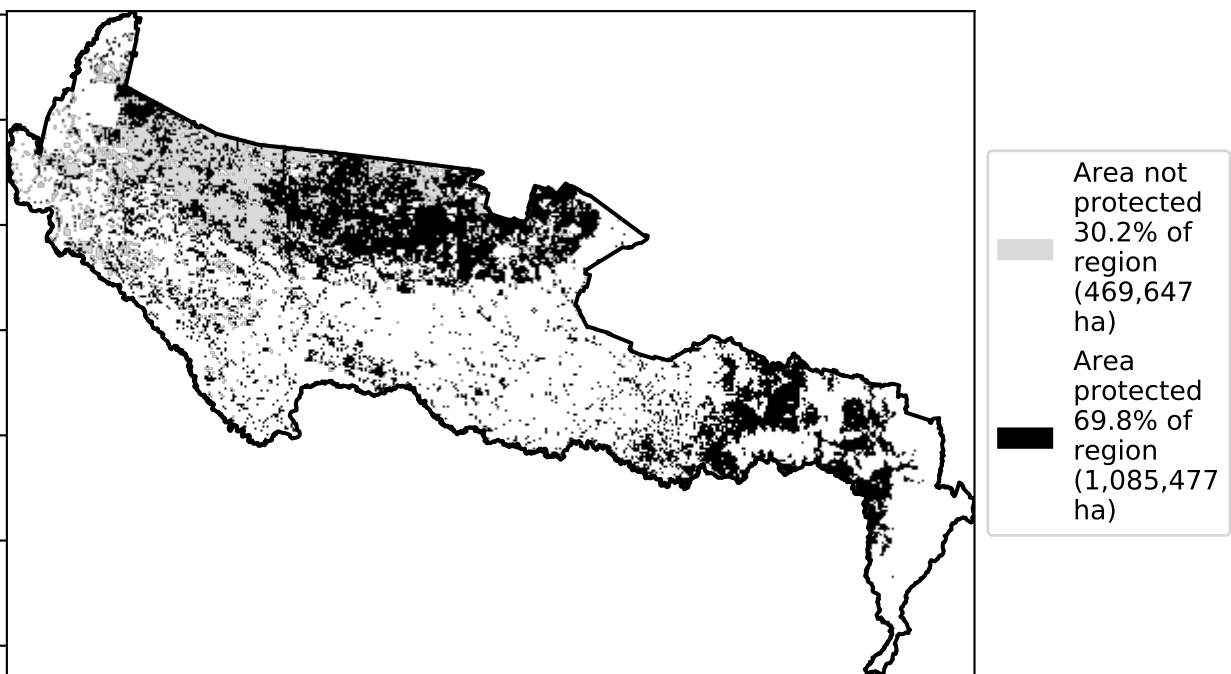 Area not
protected
30.2% of
region
(469,647
ha)
Area
protected
69.8% of
region
(1,085,477
ha)